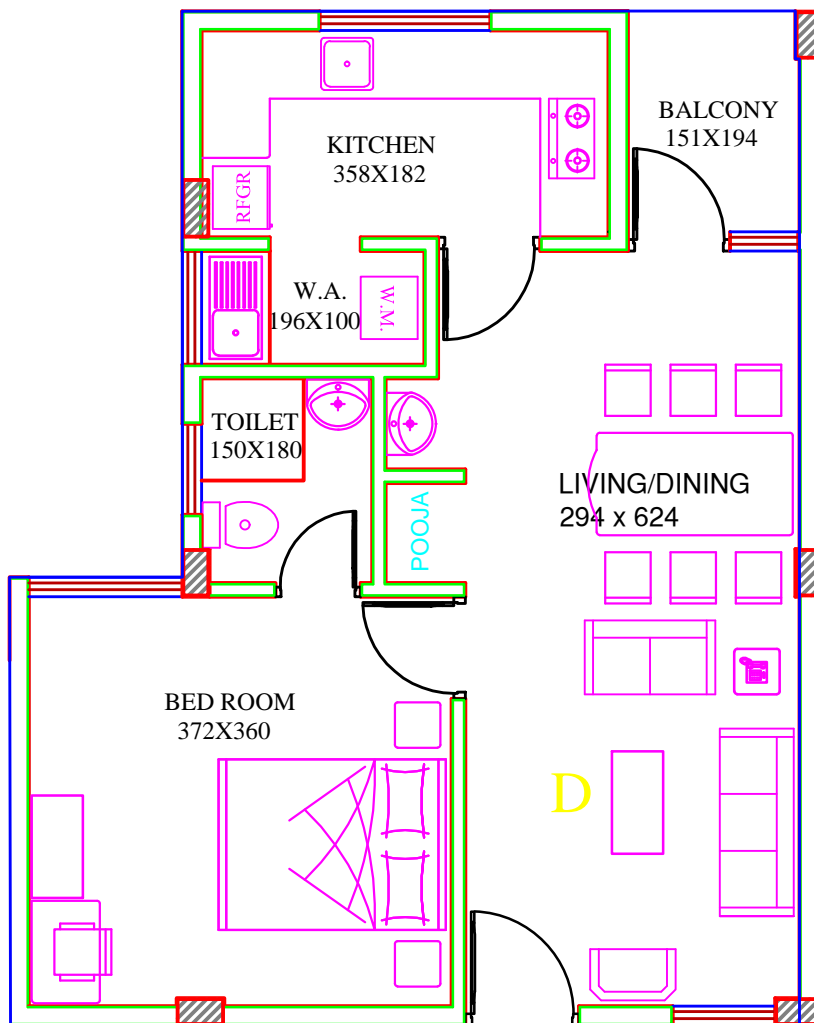 BALCONY
151X194
KITCHEN
358X182
RFGR
W.A.
196X100
W.M.
TOILET
150X180
LIVING/DINING
294 x 624
POOJA
BED ROOM
372X360
D